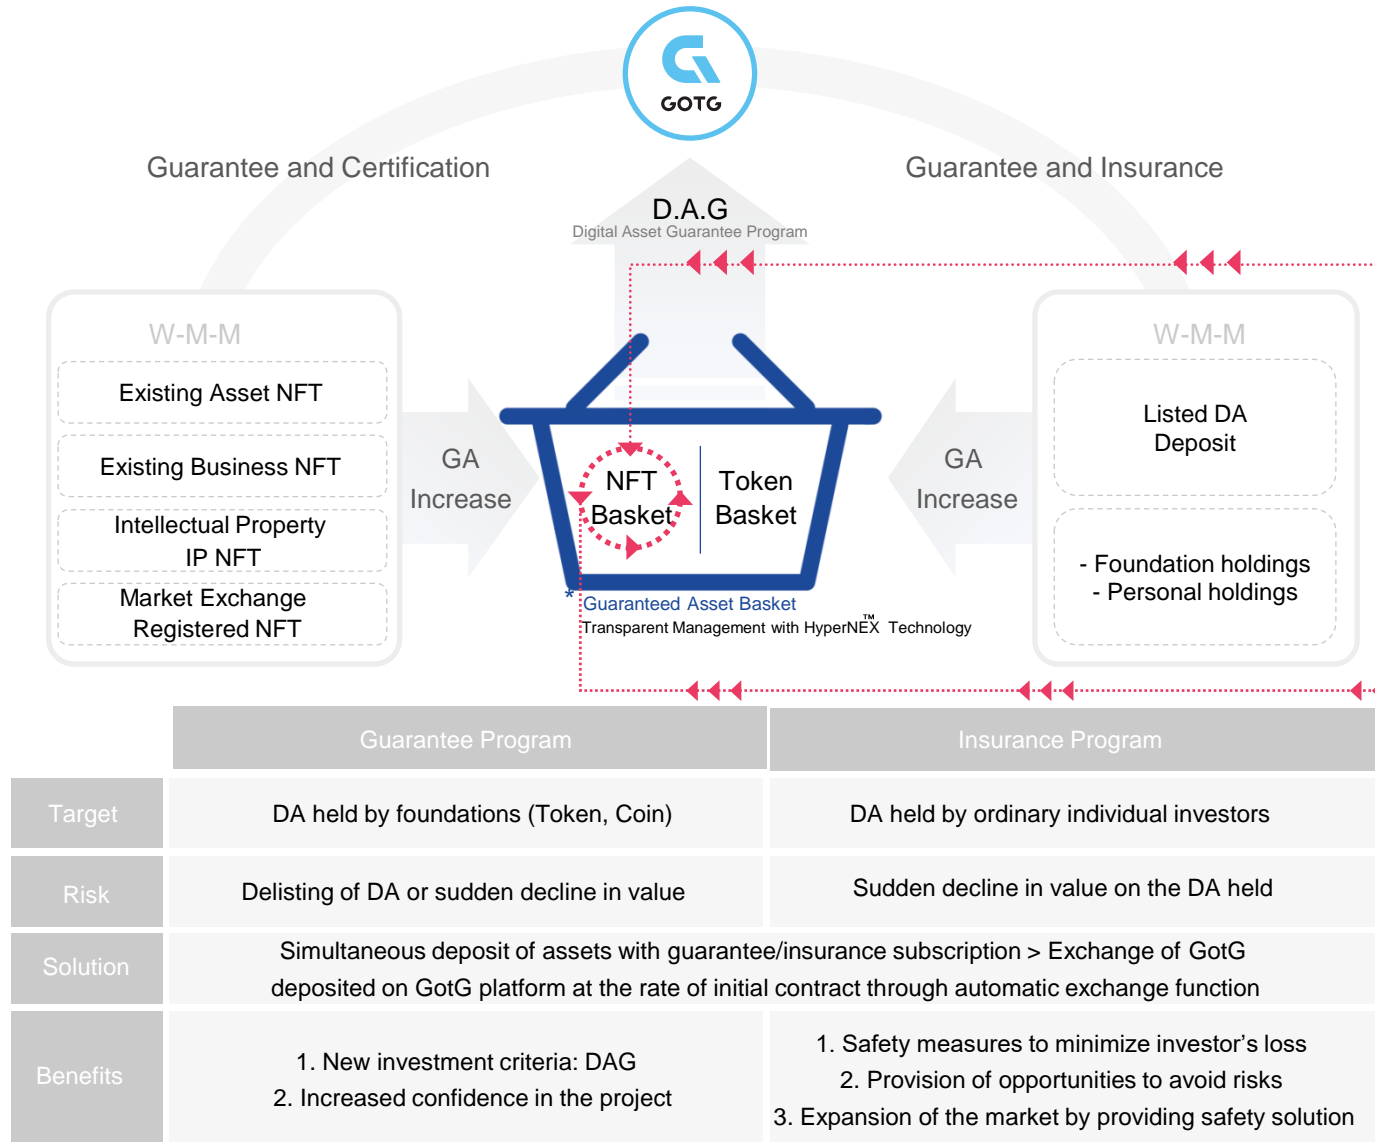 GOTG
Guarantee and Certification
Guarantee and Insurance
D.A.G
Digital Asset Guarantee Program
W-M-M
Existing Asset NFT
Existing Business NFT
Intellectual Property
IP NFT
Market Exchange
Registered NFT
GA
Increase
NFT
Basket
Token
Basket
GA
Increase
W-M-M
Listed DA
Deposit
- Foundation holdings
- Personal holdings
* Guaranteed Asset Basket
Transparent Management with HyperNEX™ Technology
Guarantee Program
Insurance Program
Target
DA held by foundations (Token, Coin)
DA held by ordinary individual investors
Risk
Delisting of DA or sudden decline in value
Sudden decline in value on the DA held
Solution
Simultaneous deposit of assets with guarantee/insurance subscription > Exchange of GotG
deposited on GotG platform at the rate of initial contract through automatic exchange function
Benefits
1. New investment criteria: DAG
2. Increased confidence in the project
1. Safety measures to minimize investor's loss
2. Provision of opportunities to avoid risks
3. Expansion of the market by providing safety solution